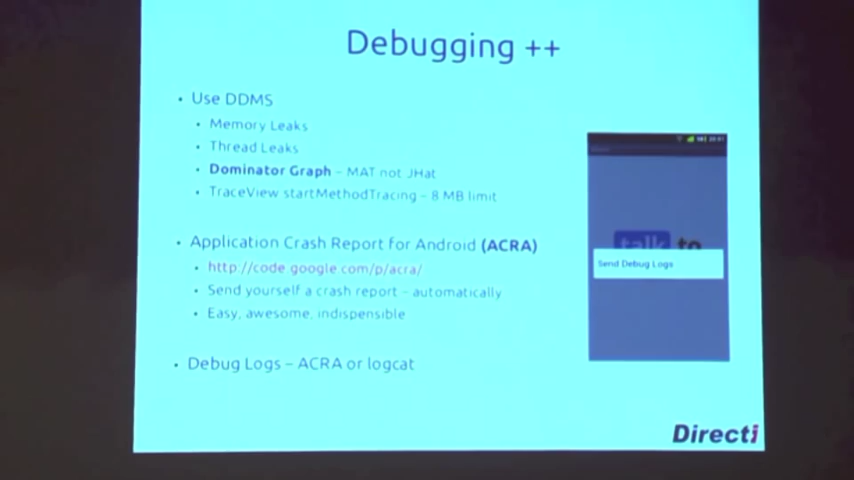 Debugging ++
• Use DDMS
• Memory Leaks
• Thread Leaks
• Dominator Graph – MAT not JHat
• TraceView startMethodTracing – 8 MB limit
• Application Crash Report for Android (ACRA)
• http://code.google.com/p/acra/
• Send yourself a crash report – automatically
• Easy, awesome, indispensible
• Debug Logs – ACRA or logcat
talk to
Send Debug Logs
Directi